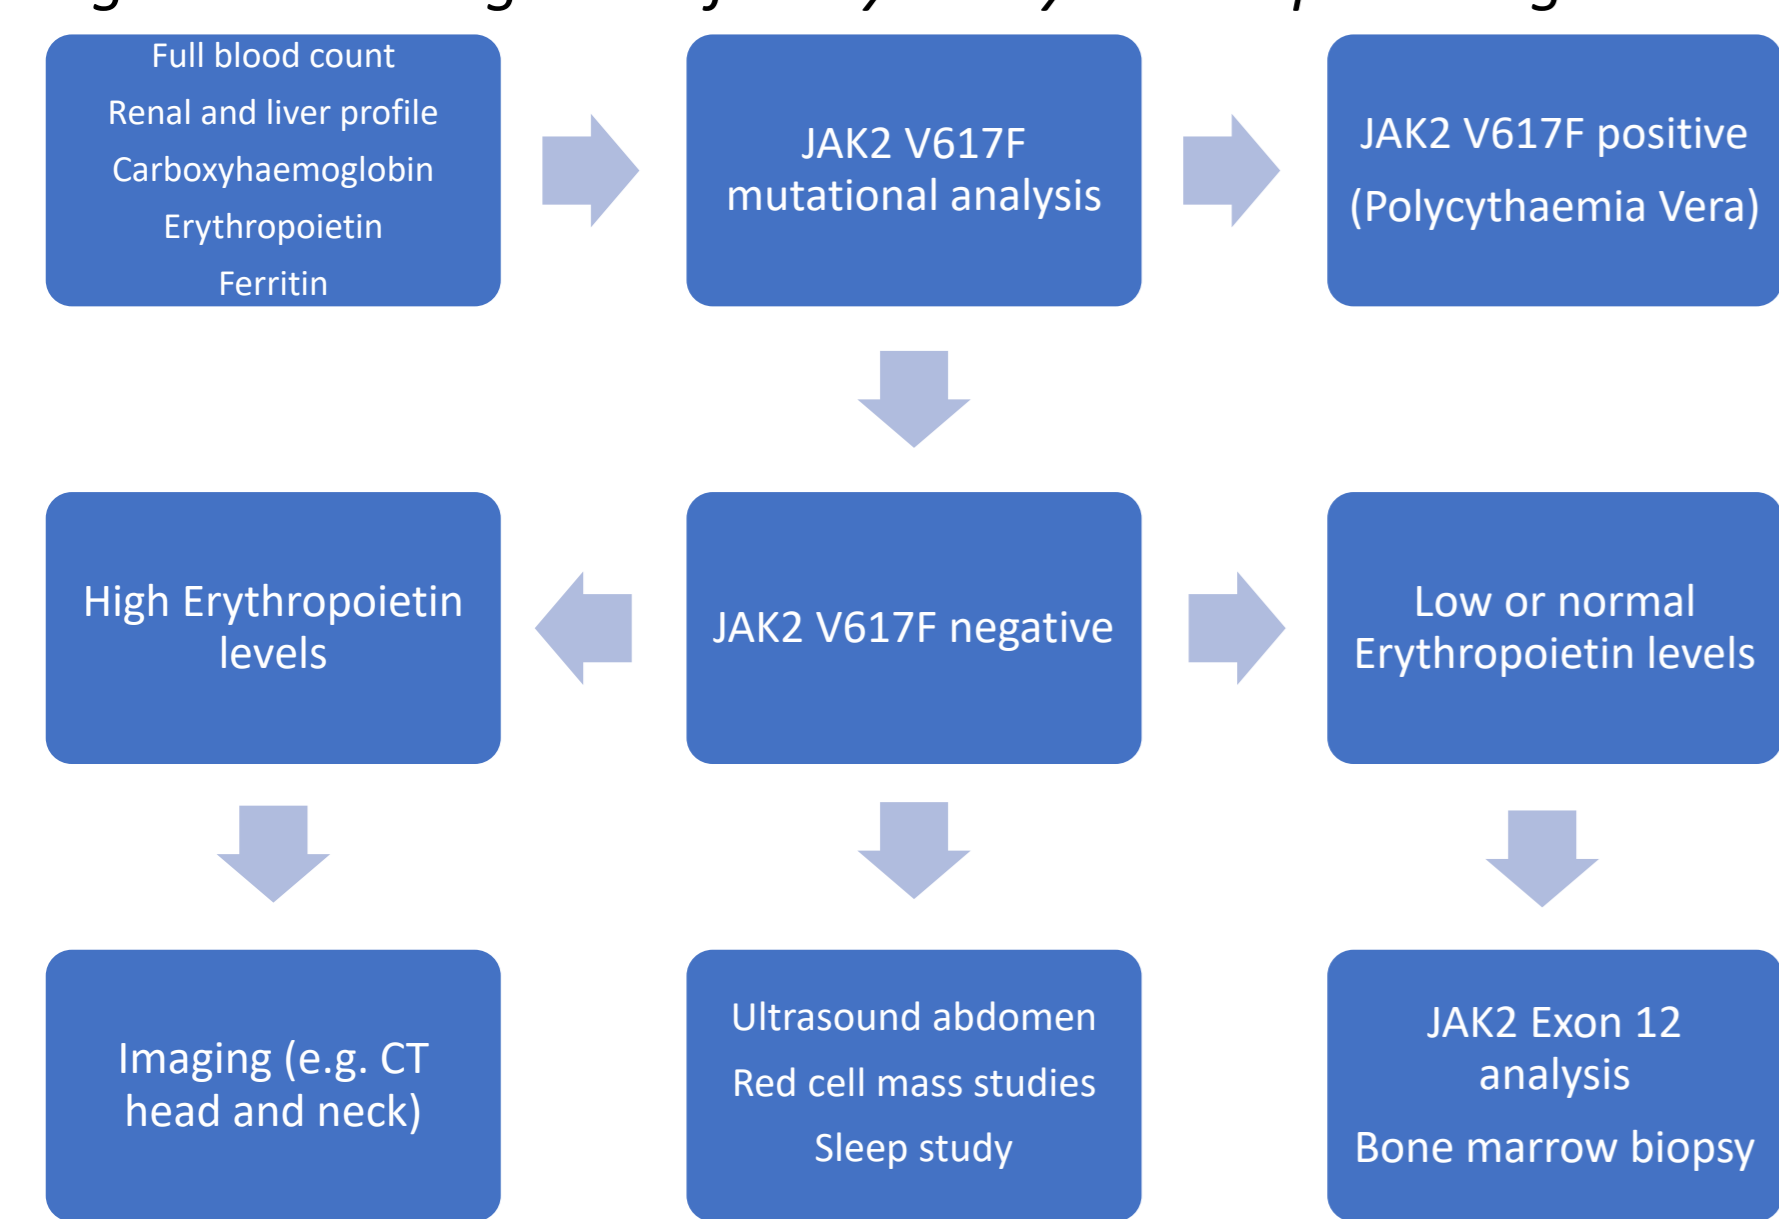 Full blood count
Renal and liver profile
Carboxyhaemoglobin
Erythropoietin
Ferritin
JAK2 V617F
mutational analysis
JAK2 V617F positive
(Polycythaemia Vera)
High Erythropoietin
levels
JAK2 V617F negative
Low or normal
Erythropoietin levels
Imaging (e.g. CT
head and neck)
Ultrasound abdomen
Red cell mass studies
Sleep study
JAK2 Exon 12
analysis
Bone marrow biopsy